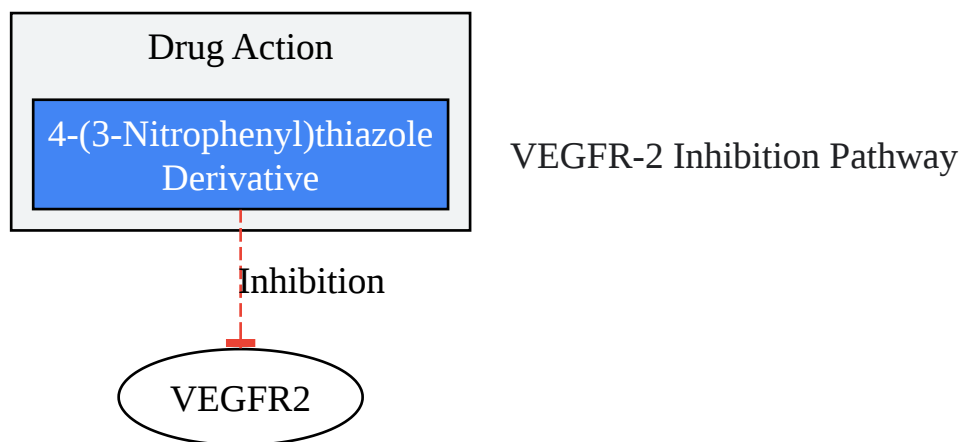 Drug Action
4-(3-Nitrophenyl)thiazole
Derivative
VEGFR-2 Inhibition Pathway
Inhibition
VEGFR2